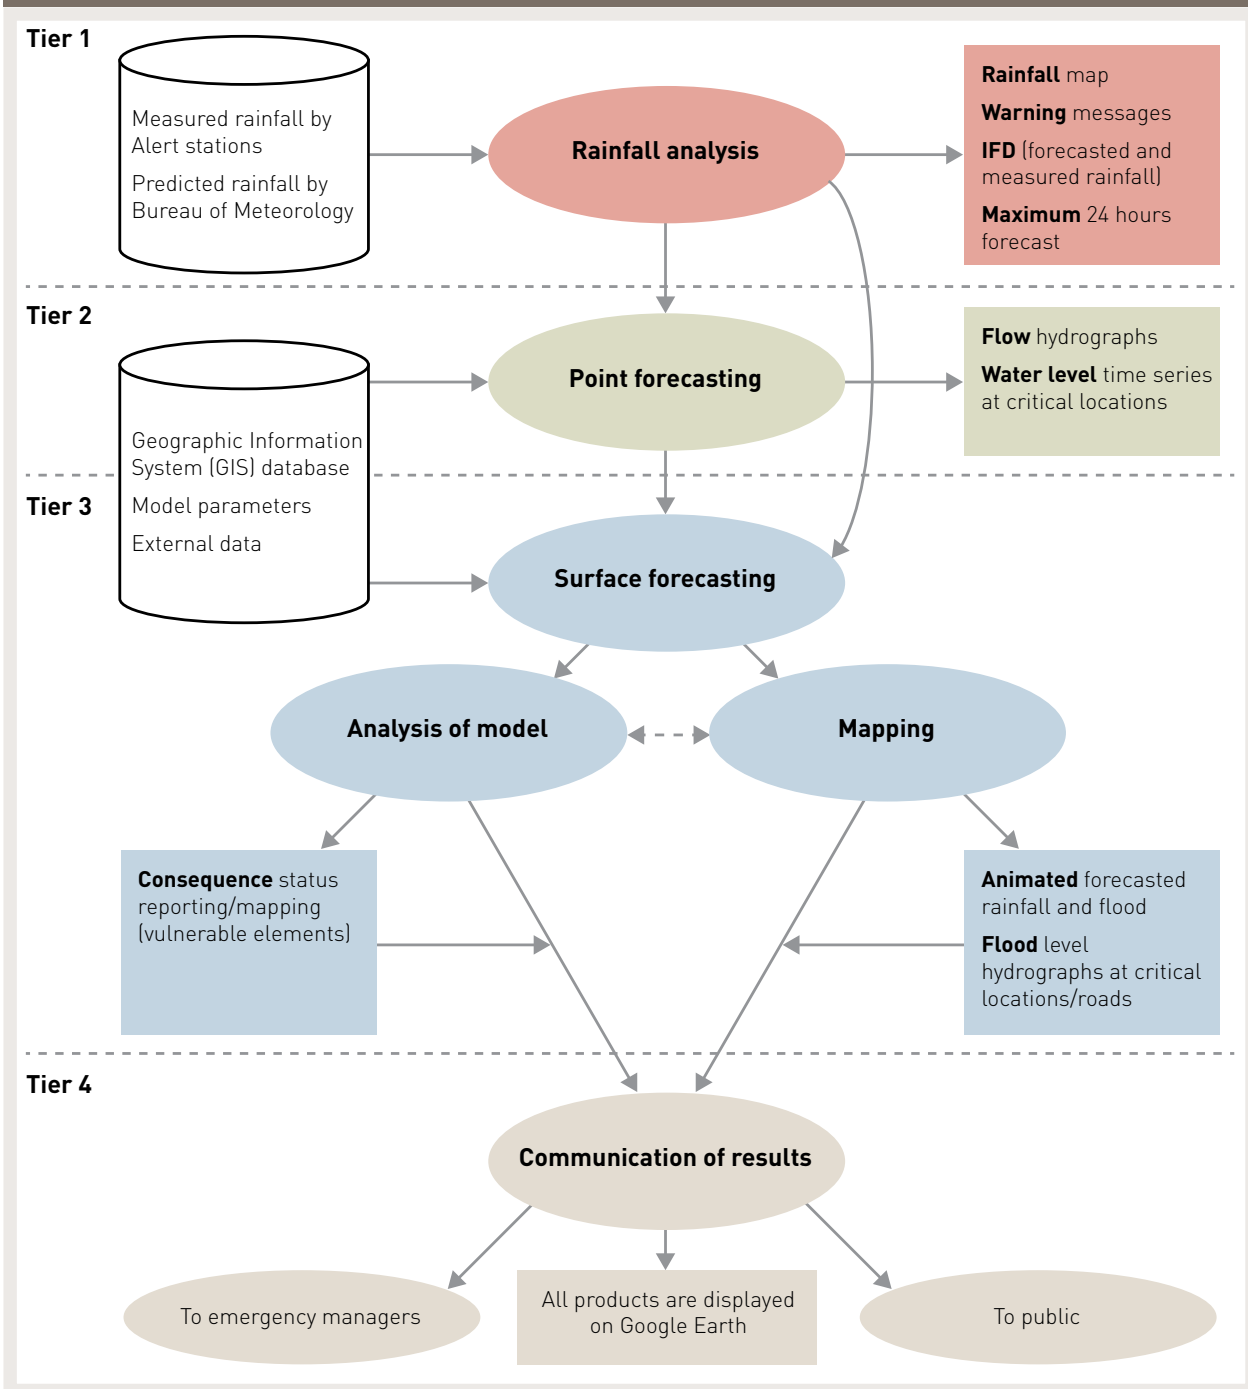 Tier 1
Measured rainfall by
Alert stations
Predicted rainfall by
Bureau of Meteorology
Rainfall analysis
Rainfall map
Warning messages
IFD (forecasted and
measured rainfall)
Maximum 24 hours
forecast
Tier 2
Point forecasting
Flow hydrographs
Water level time series
at critical locations
Geographic Information
System (GIS) database
Model parameters
External data
Tier 3
Surface forecasting
Analysis of model
Mapping
Consequence status
reporting/mapping
(vulnerable elements)
Animated forecasted
rainfall and flood
Flood level
hydrographs at critical
locations/roads
Tier 4
Communication of results
To emergency managers
All products are displayed
on Google Earth
To public